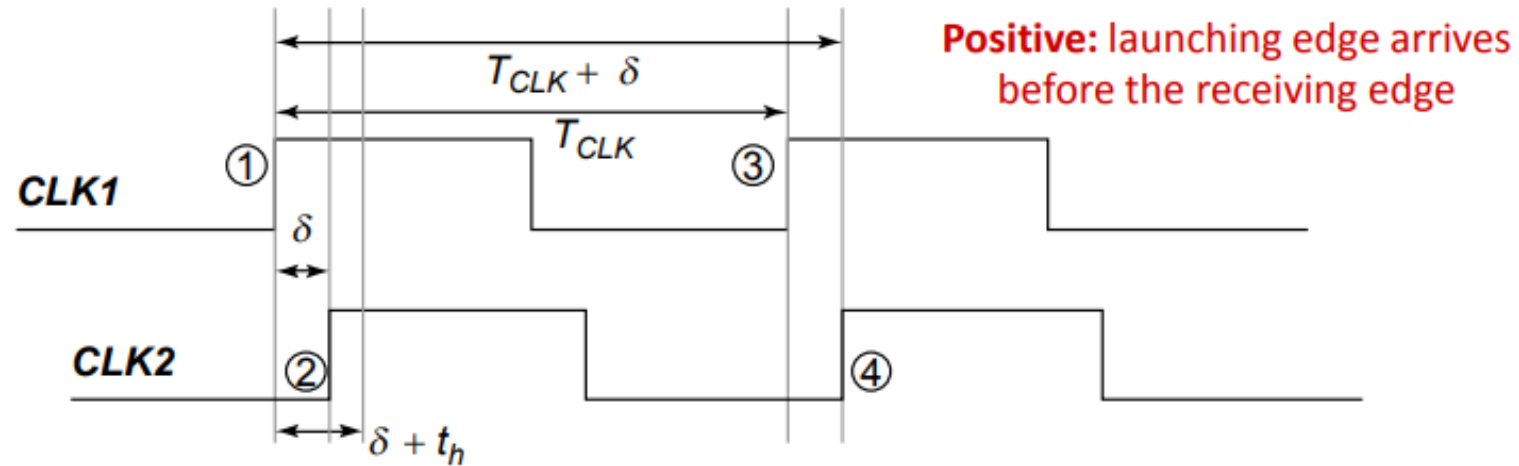 Positive: launching edge arrives
before the receiving edge
T_CLK + δ
T_CLK
① ③
CLK1
δ
CLK2
② ④
δ + t_h